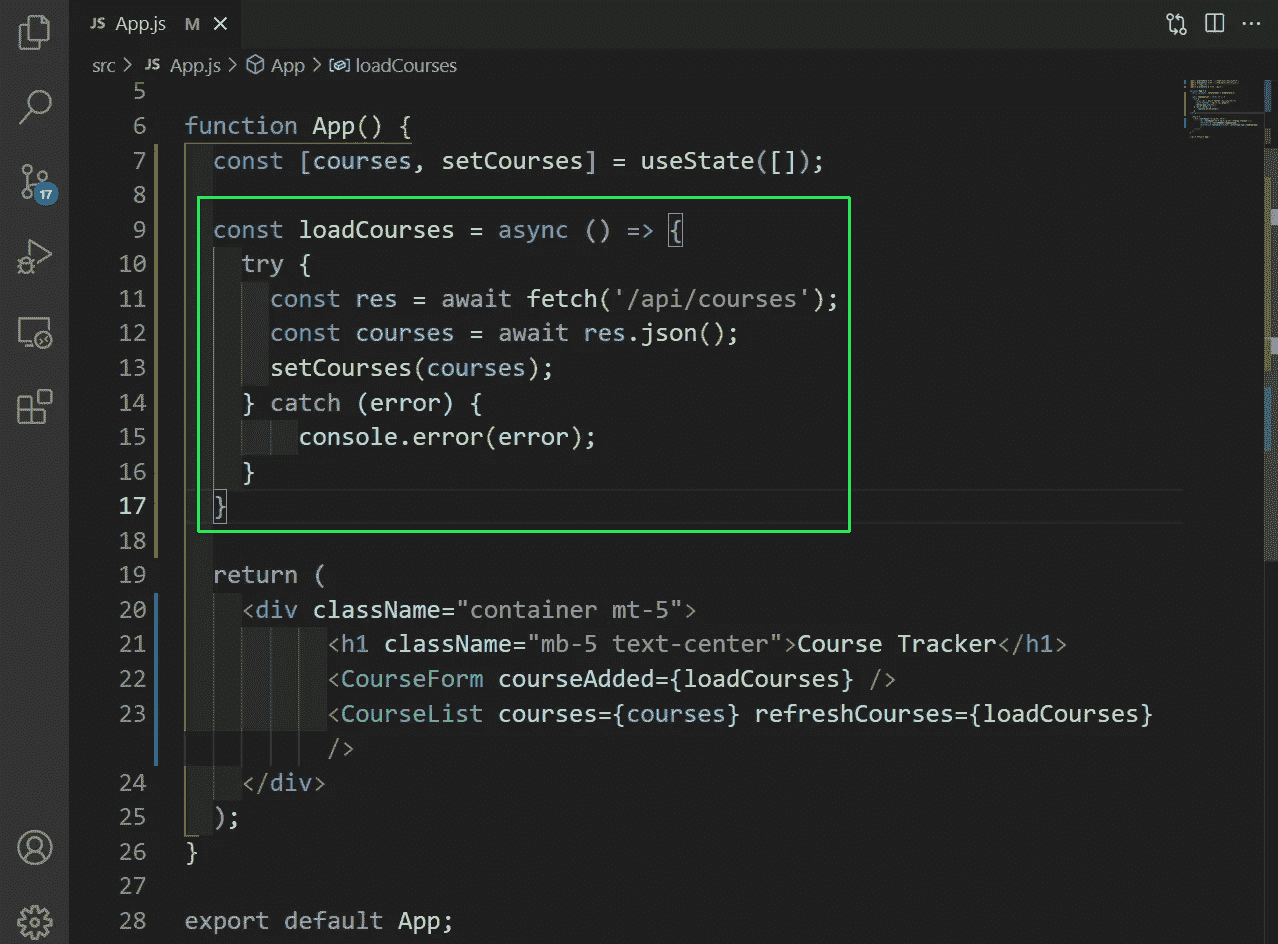 JS App.js M
src > JS App.js > App > loadCourses
5
6 function App() {
7 const [courses, setCourses] = useState([]);
8
9 const loadCourses = async () => {
10 try {
11 const res = await fetch('/api/courses');
12 const courses = await res.json();
13 setCourses(courses);
14 } catch (error) {
15 console.error(error);
16 }
17 }
18
19 return (
20 <div className="container mt-5">
21 <h1 className="mb-5 text-center">Course Tracker</h1>
22 <CourseForm courseAdded={loadCourses} />
23 <CourseList courses={courses} refreshCourses={loadCourses}
/>
24 </div>
25 );
26 }
27
28 export default App;
17